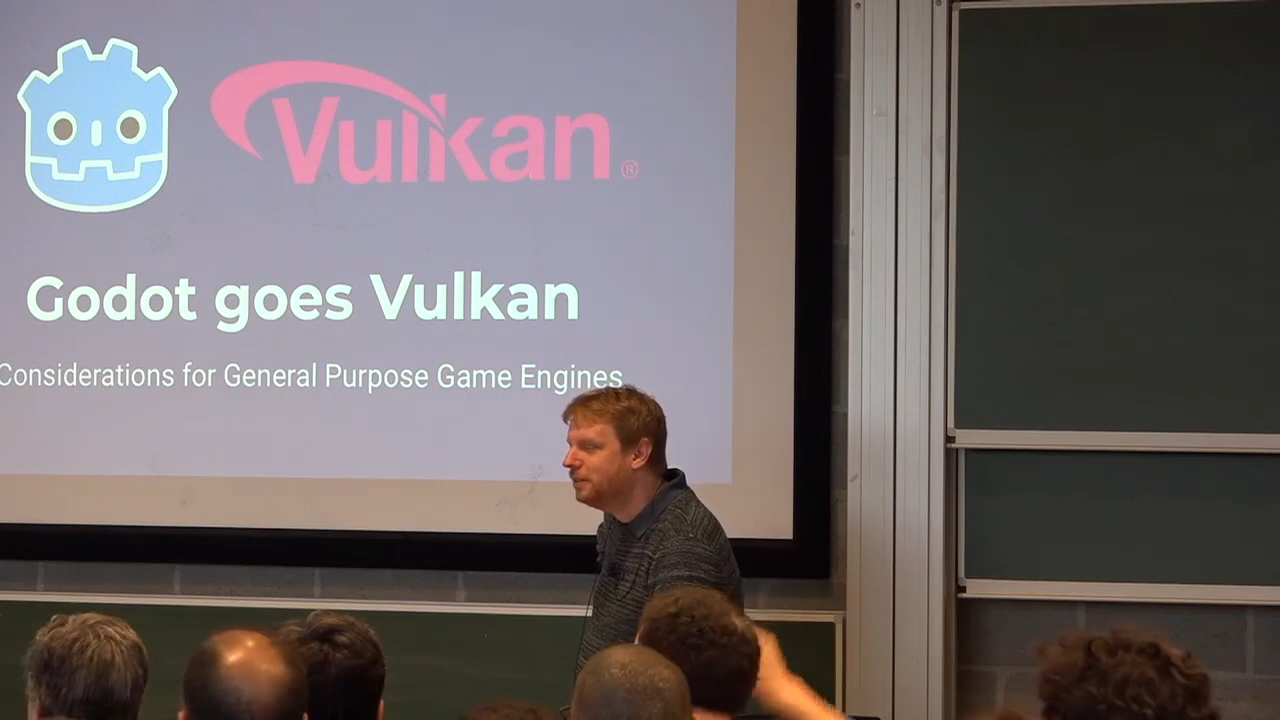 Vulkan®
Godot goes Vulkan
Considerations for General Purpose Game Engines